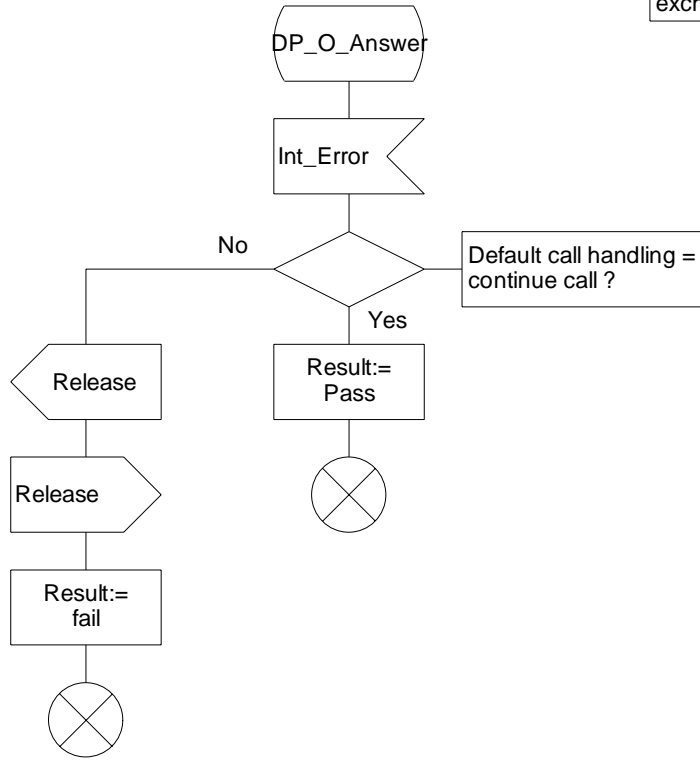 DP_O_Answer
Int_Error
No
Default call handling =
continue call ?
Yes
Release
Result:=
Pass
Release
Result:=
fail